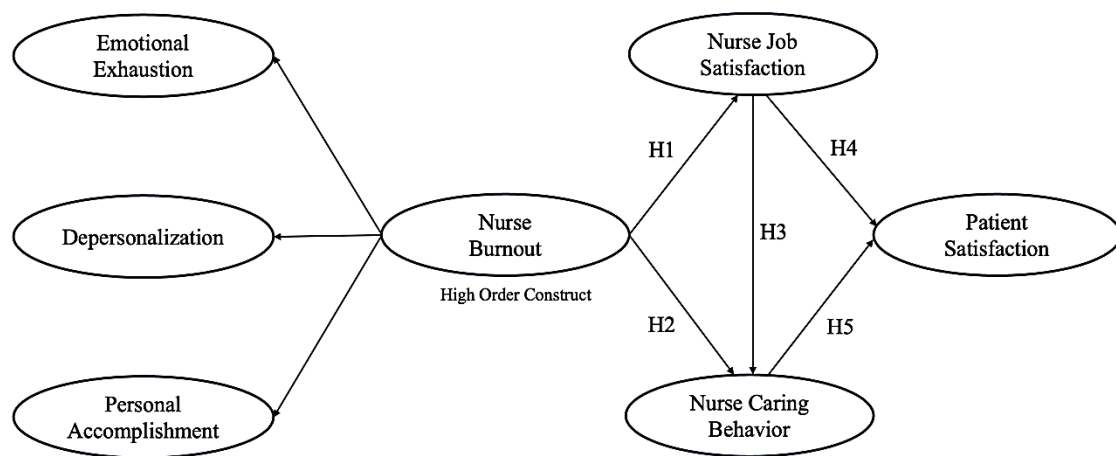 Emotional
Exhaustion
Depersonalization
Personal
Accomplishment
Nurse
Burnout
High Order Construct
H1
H2
Nurse Job
Satisfaction
H3
Nurse Caring
Behavior
H4
H5
Patient
Satisfaction